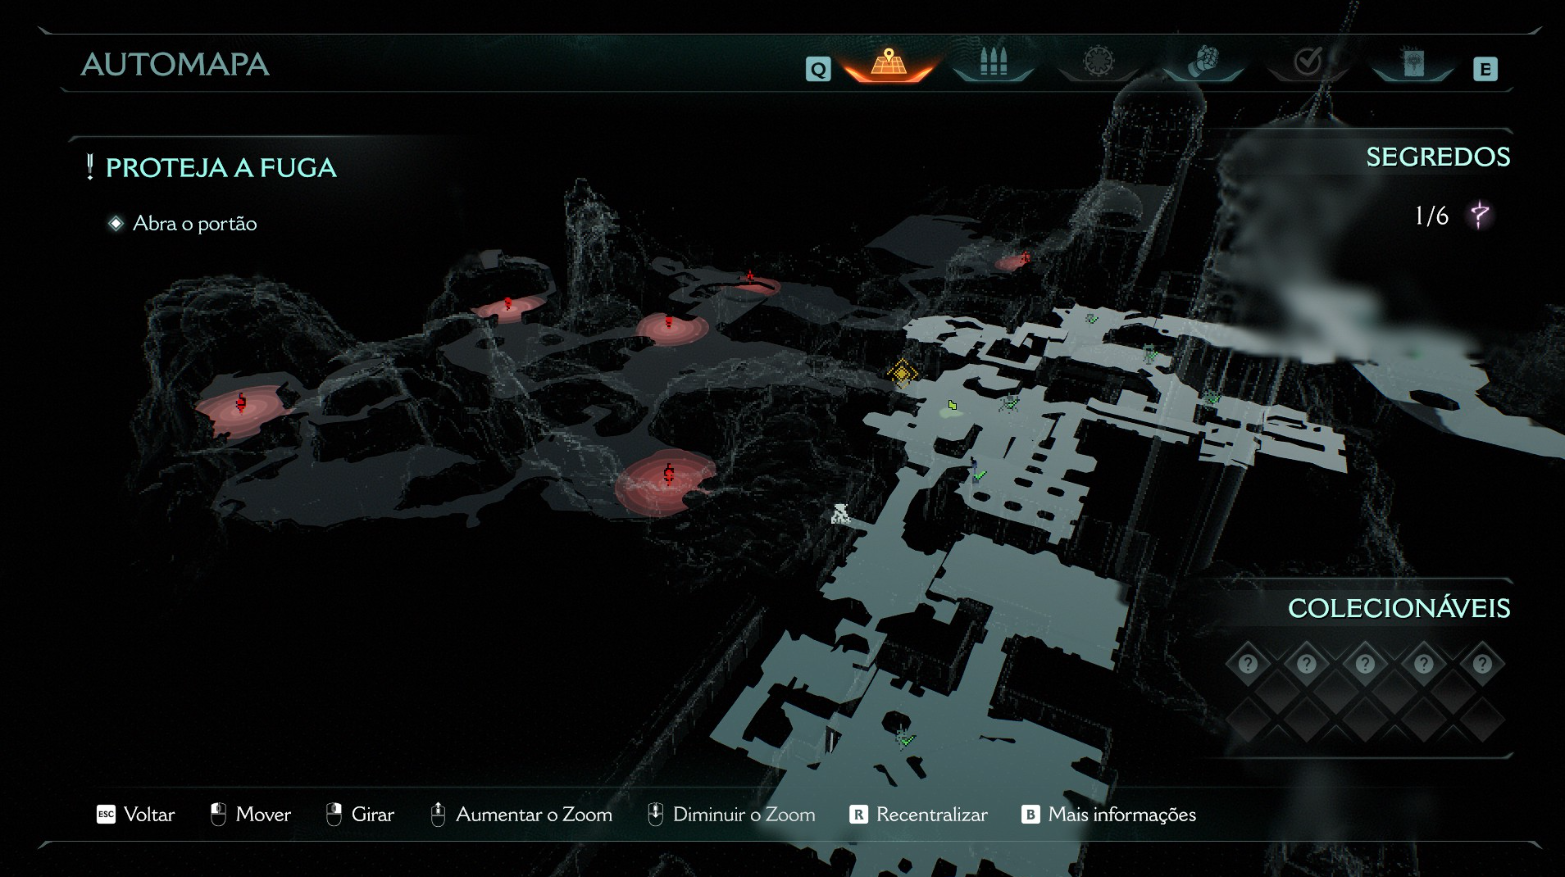 AUTOMAPA
Q
E
PROTEJA A FUGA
Abra o portão
SEGREDOS
1/6
COLECIONÁVEIS
? ? ? ? ?
ESC Voltar
Mover
Girar
Aumentar o Zoom
Diminuir o Zoom
R Recentralizar
B Mais informações